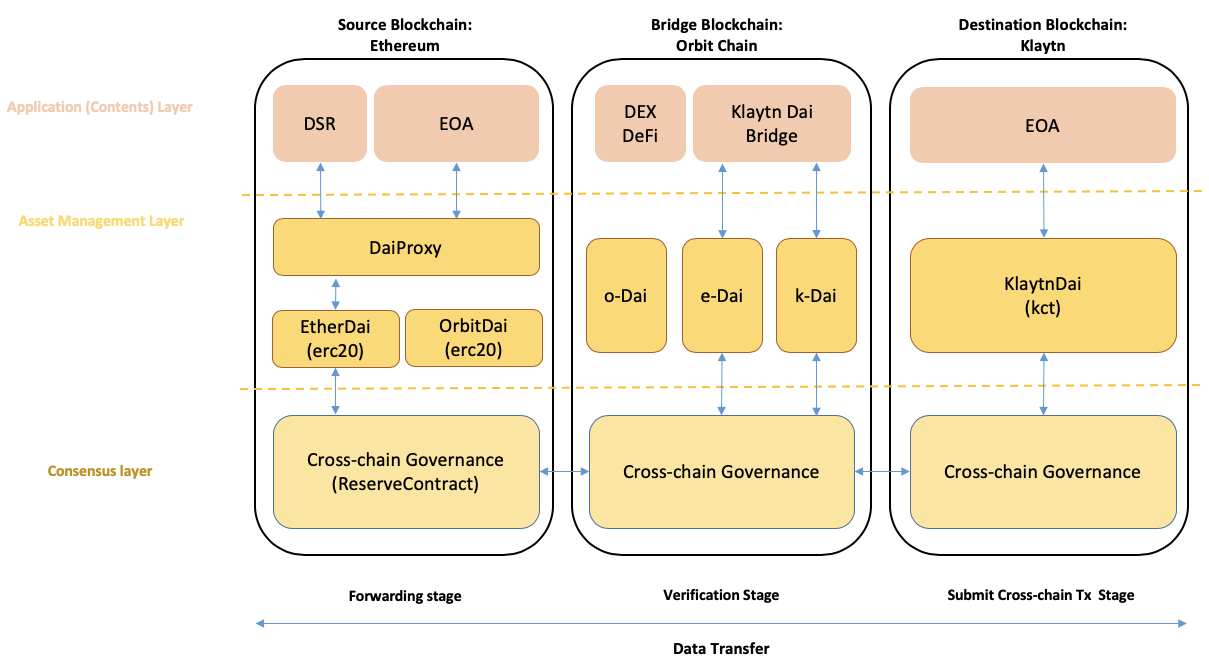 Source Blockchain:
Ethereum
Bridge Blockchain:
Orbit Chain
Destination Blockchain:
Klaytn
Application (Contents) Layer
DSR
EOA
DEX
DeFi
Klaytn Dai
Bridge
EOA
Asset Management Layer
DaiProxy
EtherDai
(erc20)
OrbitDai
(erc20)
o-Dai
e-Dai
k-Dai
KlaytnDai
(kct)
Consensus layer
Cross-chain Governance
(ReserveContract)
Cross-chain Governance
Cross-chain Governance
Forwarding stage
Verification Stage
Submit Cross-chain Tx Stage
Data Transfer